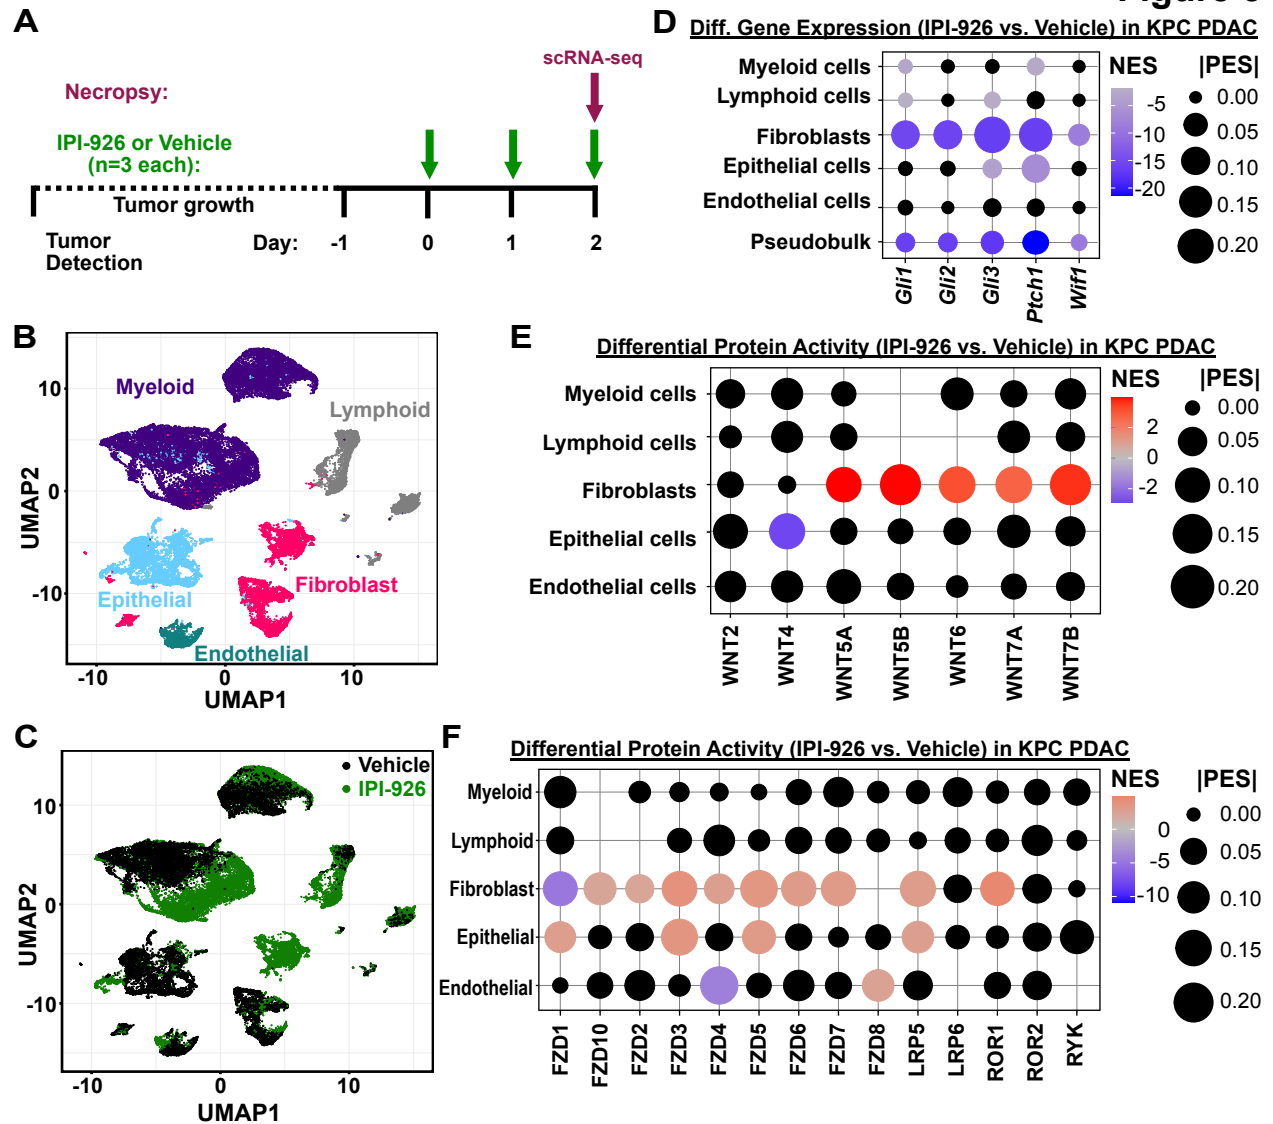 A
scRNA-seq
Necropsy:
IPI-926 or Vehicle
(n=3 each):
Tumor growth
Tumor
Detection
Day:
-1
0
1
2
D
Diff. Gene Expression (IPI-926 vs. Vehicle) in KPC PDAC
Myeloid cells
Lymphoid cells
Fibroblasts
Epithelial cells
Endothelial cells
Pseudobulk
Gli1
Gli2
Gli3
Ptch1
Wif1
NES
-5
-10
-15
-20
|PES|
0.00
0.05
0.10
0.15
0.20
B
Myeloid
Lymphoid
Fibroblast
Epithelial
Endothelial
10
0
-10
-10
0
10
UMAP2
UMAP1
E
Differential Protein Activity (IPI-926 vs. Vehicle) in KPC PDAC
Myeloid cells
Lymphoid cells
Fibroblasts
Epithelial cells
Endothelial cells
WNT2
WNT4
WNT5A
WNT5B
WNT6
WNT7A
WNT7B
NES
2
0
-2
|PES|
0.00
0.05
0.10
0.15
0.20
C
Vehicle
IPI-926
10
0
-10
-10
0
10
UMAP2
UMAP1
F
Differential Protein Activity (IPI-926 vs. Vehicle) in KPC PDAC
Myeloid
Lymphoid
Fibroblast
Epithelial
Endothelial
FZD1
FZD10
FZD2
FZD3
FZD4
FZD5
FZD6
FZD7
FZD8
LRP5
LRP6
ROR1
ROR2
RYK
NES
0
-5
-10
|PES|
0.00
0.05
0.10
0.15
0.20